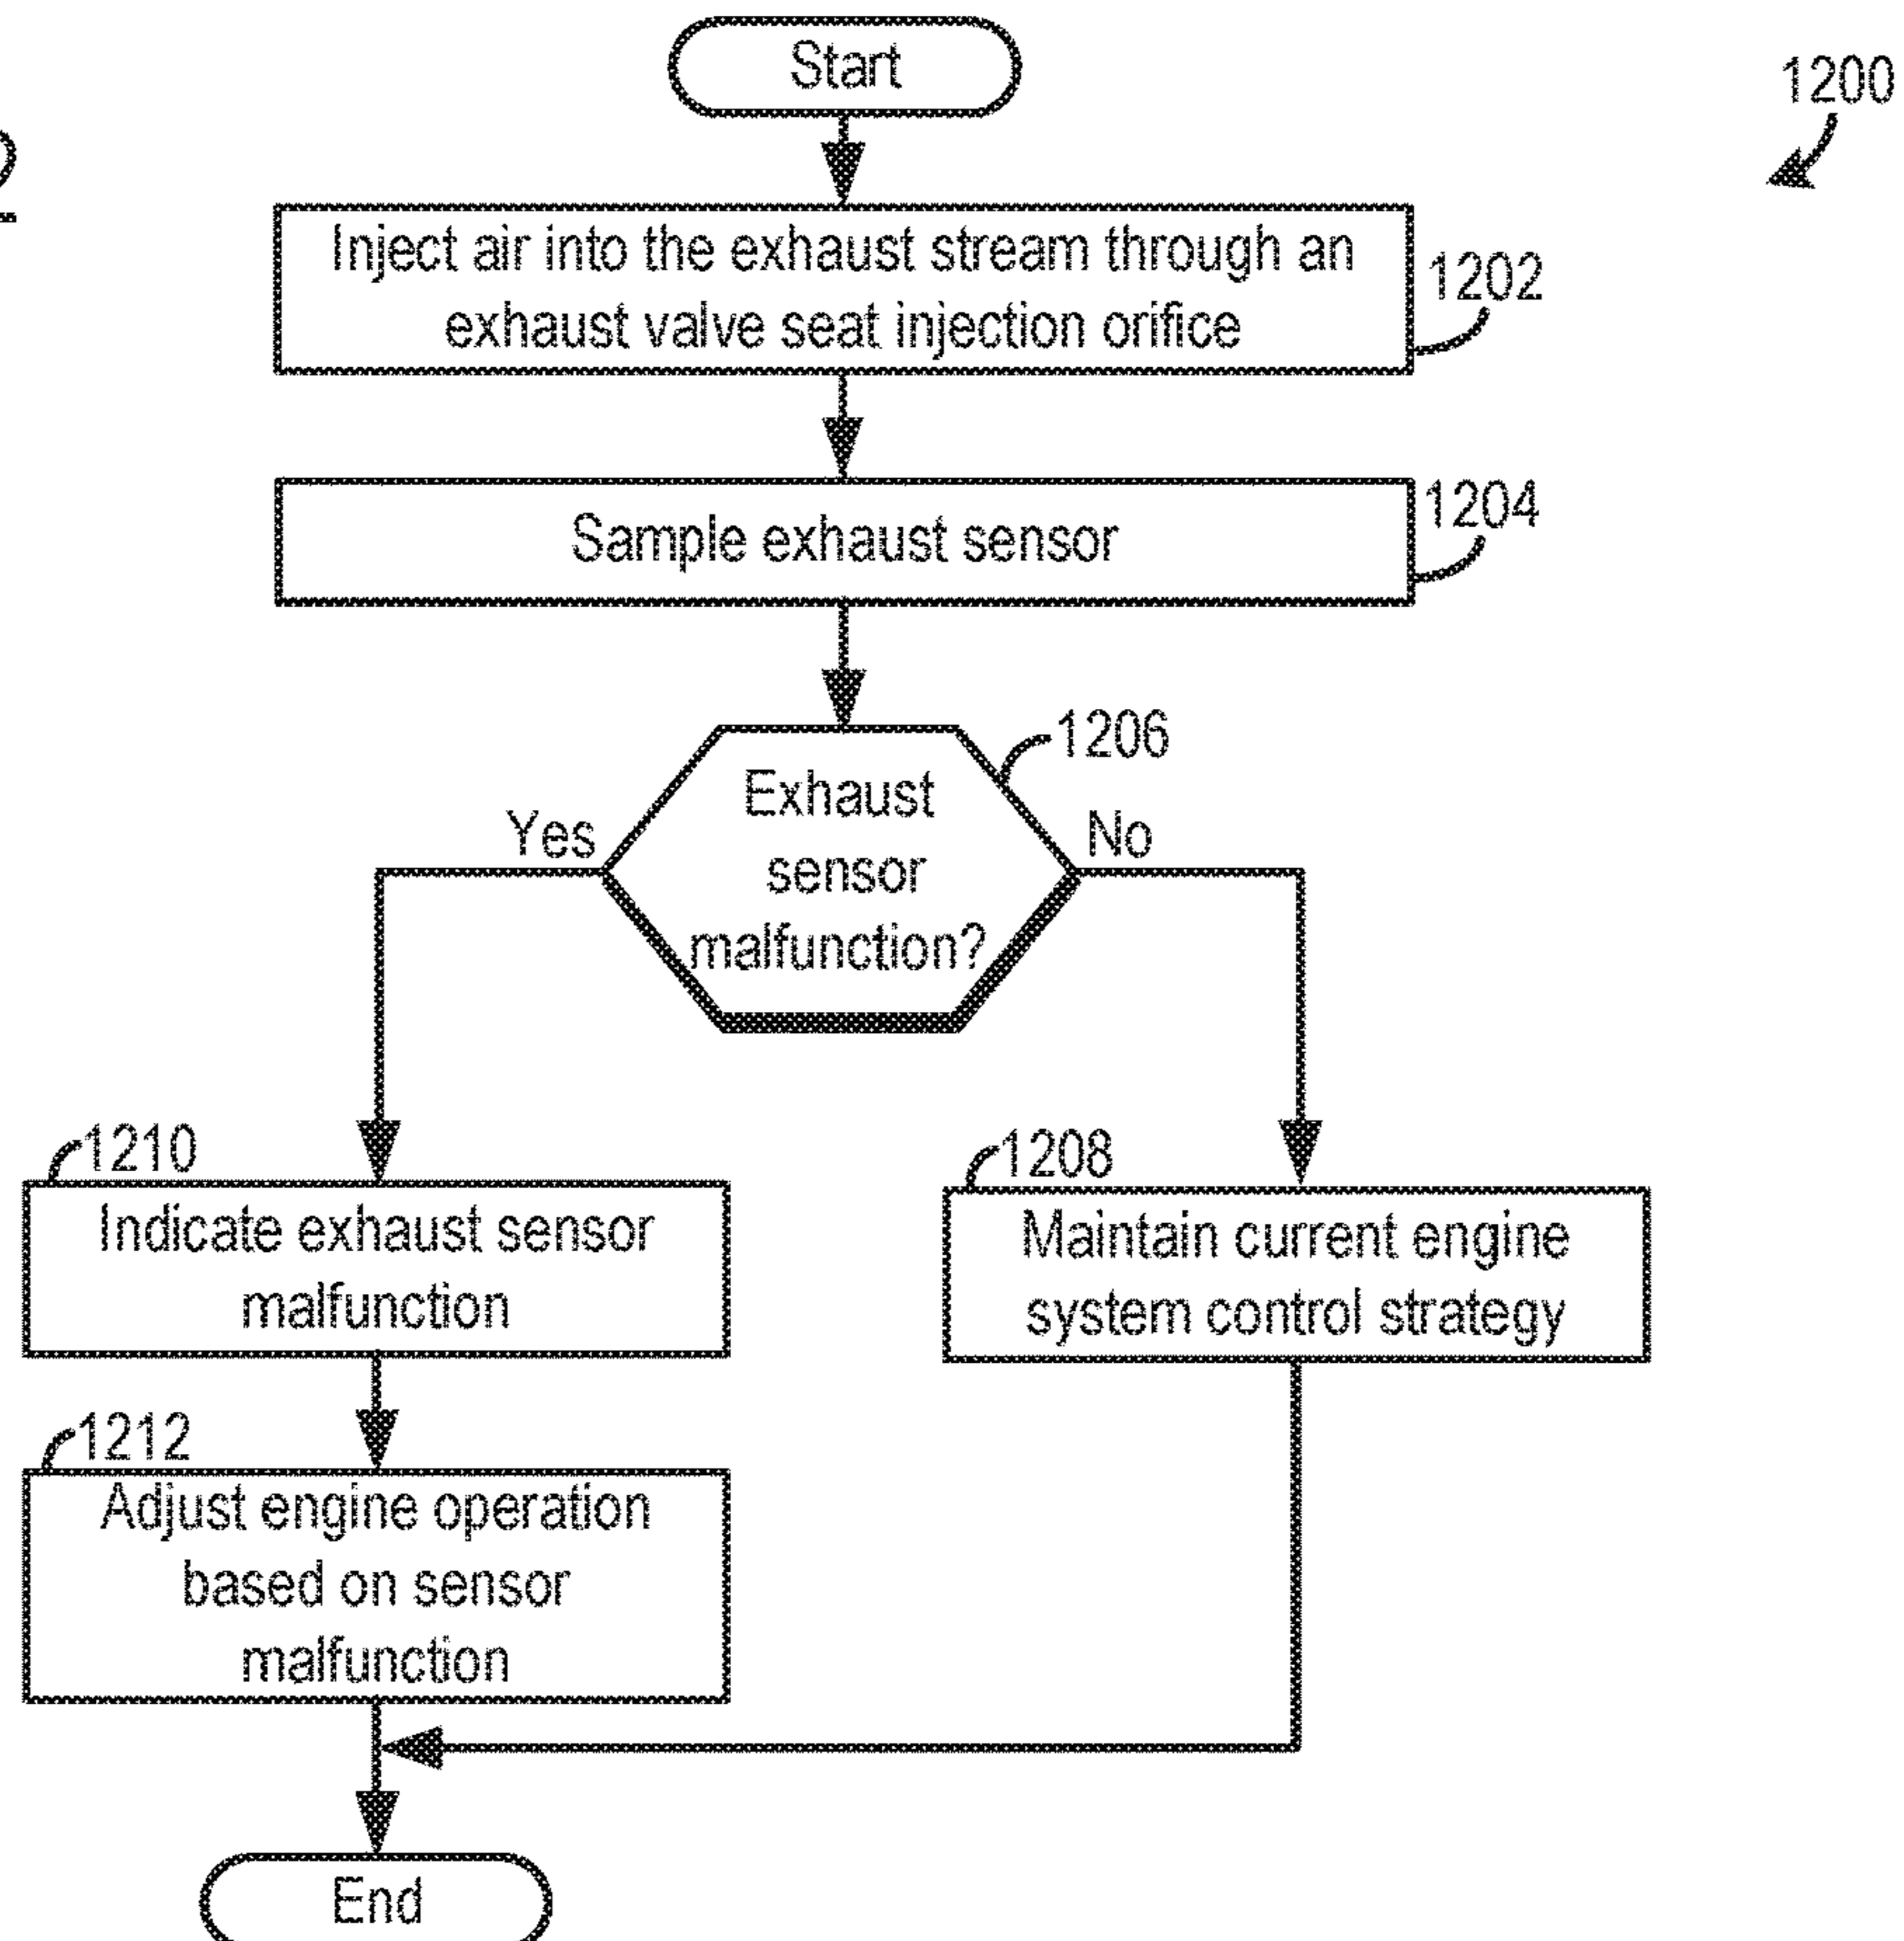 Start
1200
Inject air into the exhaust stream through an
exhaust valve seat injection orifice
1202
Sample exhaust sensor
1204
1206
Exhaust
sensor
malfunction?
Yes
No
1210
Indicate exhaust sensor
malfunction
1208
Maintain current engine
system control strategy
1212
Adjust engine operation
based on sensor
malfunction
End